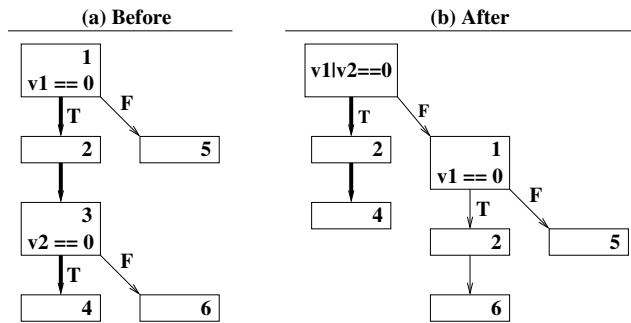 (a) Before
(b) After
1
v1 == 0
T
F
2
5
3
v2 == 0
T
F
4
6
v1|v2==0
T
F
2
4
1
v1 == 0
T
F
2
5
6